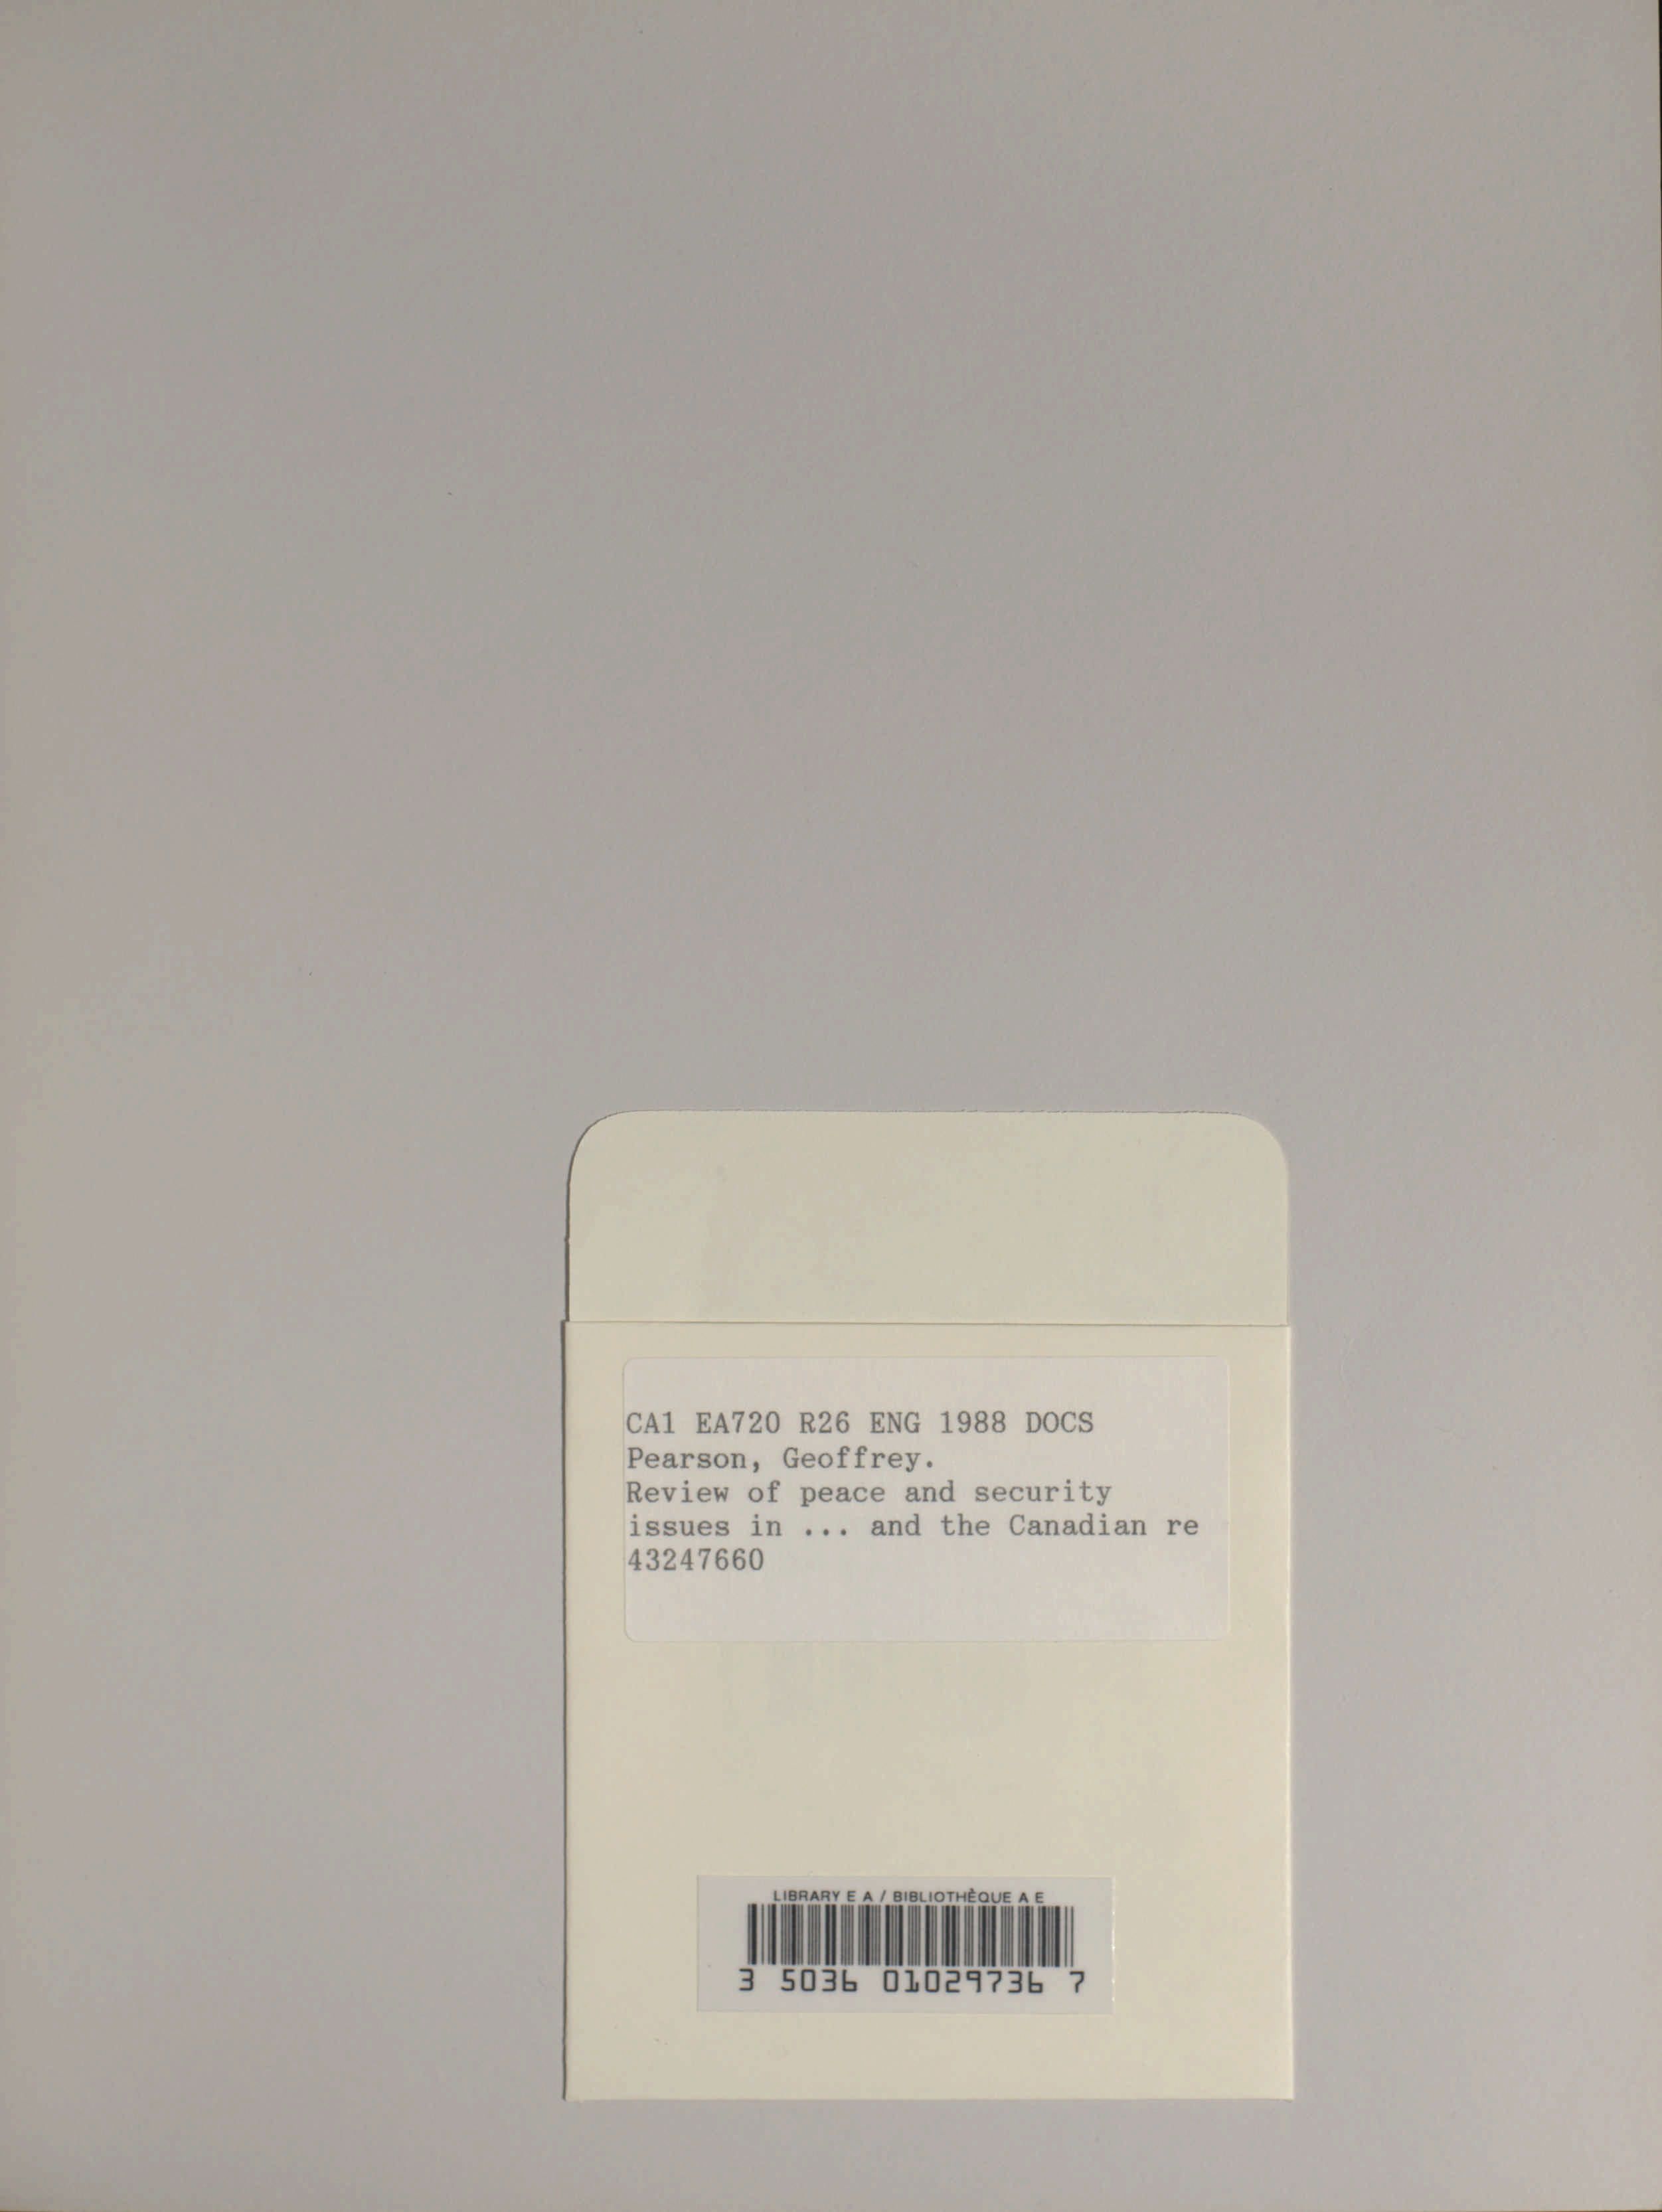 CA1 EA720 R26 ENG 1988 DOCS
Pearson, Geoffrey.
Review of peace and security
issues in ... and the Canadian re
43247660
LIBRARY E A / BIBLIOTHÈQUE A E
3 5036 01029736 7